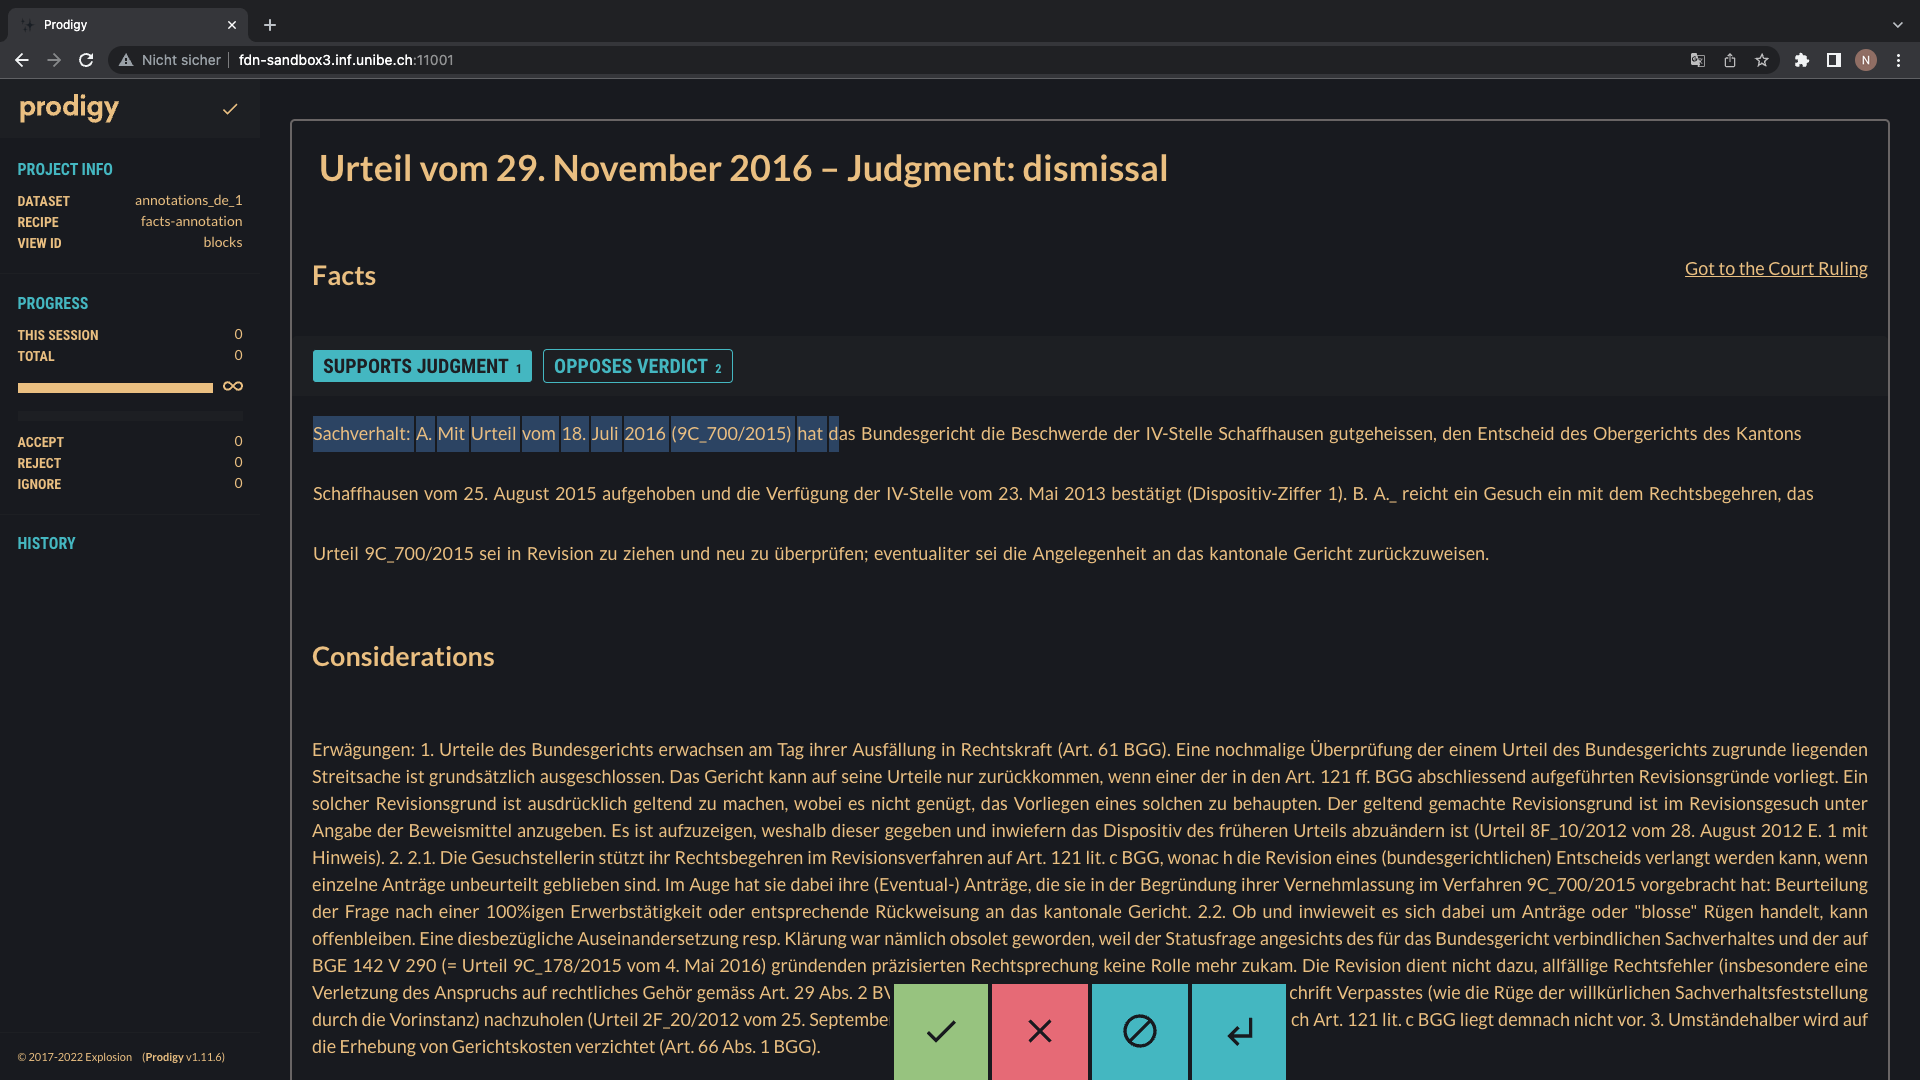 Prodigy
Nicht sicher fdn-sandbox3.inf.unibe.ch:11001
N
prodigy
PROJECT INFO
DATASET annotations_de_1
RECIPE facts-annotation
VIEW ID blocks
PROGRESS
THIS SESSION 0
TOTAL 0
∞
ACCEPT 0
REJECT 0
IGNORE 0
HISTORY
© 2017-2022 Explosion (Prodigy v1.11.6)
Urteil vom 29. November 2016 – Judgment: dismissal
Facts
Got to the Court Ruling
SUPPORTS JUDGMENT 1 OPPOSES VERDICT 2
Sachverhalt: A. Mit Urteil vom 18. Juli 2016 (9C_700/2015) hat das Bundesgericht die Beschwerde der IV-Stelle Schaffhausen gutgeheissen, den Entscheid des Obergerichts des Kantons
Schaffhausen vom 25. August 2015 aufgehoben und die Verfügung der IV-Stelle vom 23. Mai 2013 bestätigt (Dispositiv-Ziffer 1). B. A._ reicht ein Gesuch ein mit dem Rechtsbegehren, das
Urteil 9C_700/2015 sei in Revision zu ziehen und neu zu überprüfen; eventualiter sei die Angelegenheit an das kantonale Gericht zurückzuweisen.
Considerations
Erwägungen: 1. Urteile des Bundesgerichts erwachsen am Tag ihrer Ausfällung in Rechtskraft (Art. 61 BGG). Eine nochmalige Überprüfung der einem Urteil des Bundesgerichts zugrunde liegenden
Streitsache ist grundsätzlich ausgeschlossen. Das Gericht kann auf seine Urteile nur zurückkommen, wenn einer der in den Art. 121 ff. BGG abschliessend aufgeführten Revisionsgründe vorliegt. Ein
solcher Revisionsgrund ist ausdrücklich geltend zu machen, wobei es nicht genügt, das Vorliegen eines solchen zu behaupten. Der geltend gemachte Revisionsgrund ist im Revisionsgesuch unter
Angabe der Beweismittel anzugeben. Es ist aufzuzeigen, weshalb dieser gegeben und inwiefern das Dispositiv des früheren Urteils abzuändern ist (Urteil 8F_10/2012 vom 28. August 2012 E. 1 mit
Hinweis). 2. 2.1. Die Gesuchstellerin stützt ihr Rechtsbegehren im Revisionsverfahren auf Art. 121 lit. c BGG, wonac h die Revision eines (bundesgerichtlichen) Entscheids verlangt werden kann, wenn
einzelne Anträge unbeurteilt geblieben sind. Im Auge hat sie dabei ihre (Eventual-) Anträge, die sie in der Begründung ihrer Vernehmlassung im Verfahren 9C_700/2015 vorgebracht hat: Beurteilung
der Frage nach einer 100%igen Erwerbstätigkeit oder entsprechende Rückweisung an das kantonale Gericht. 2.2. Ob und inwieweit es sich dabei um Anträge oder "blosse" Rügen handelt, kann
offenbleiben. Eine diesbezügliche Auseinandersetzung resp. Klärung war nämlich obsolet geworden, weil der Statusfrage angesichts des für das Bundesgericht verbindlichen Sachverhaltes und der auf
BGE 142 V 290 (= Urteil 9C_178/2015 vom 4. Mai 2016) gründenden präzisierten Rechtsprechung keine Rolle mehr zukam. Die Revision dient nicht dazu, allfällige Rechtsfehler (insbesondere eine
Verletzung des Anspruchs auf rechtliches Gehör gemäss Art. 29 Abs. 2 BV chrift Verpasstes (wie die Rüge der willkürlichen Sachverhaltsfeststellung
durch die Vorinstanz) nachzuholen (Urteil 2F_20/2012 vom 25. Septembe ch Art. 121 lit. c BGG liegt demnach nicht vor. 3. Umständehalber wird auf
die Erhebung von Gerichtskosten verzichtet (Art. 66 Abs. 1 BGG).